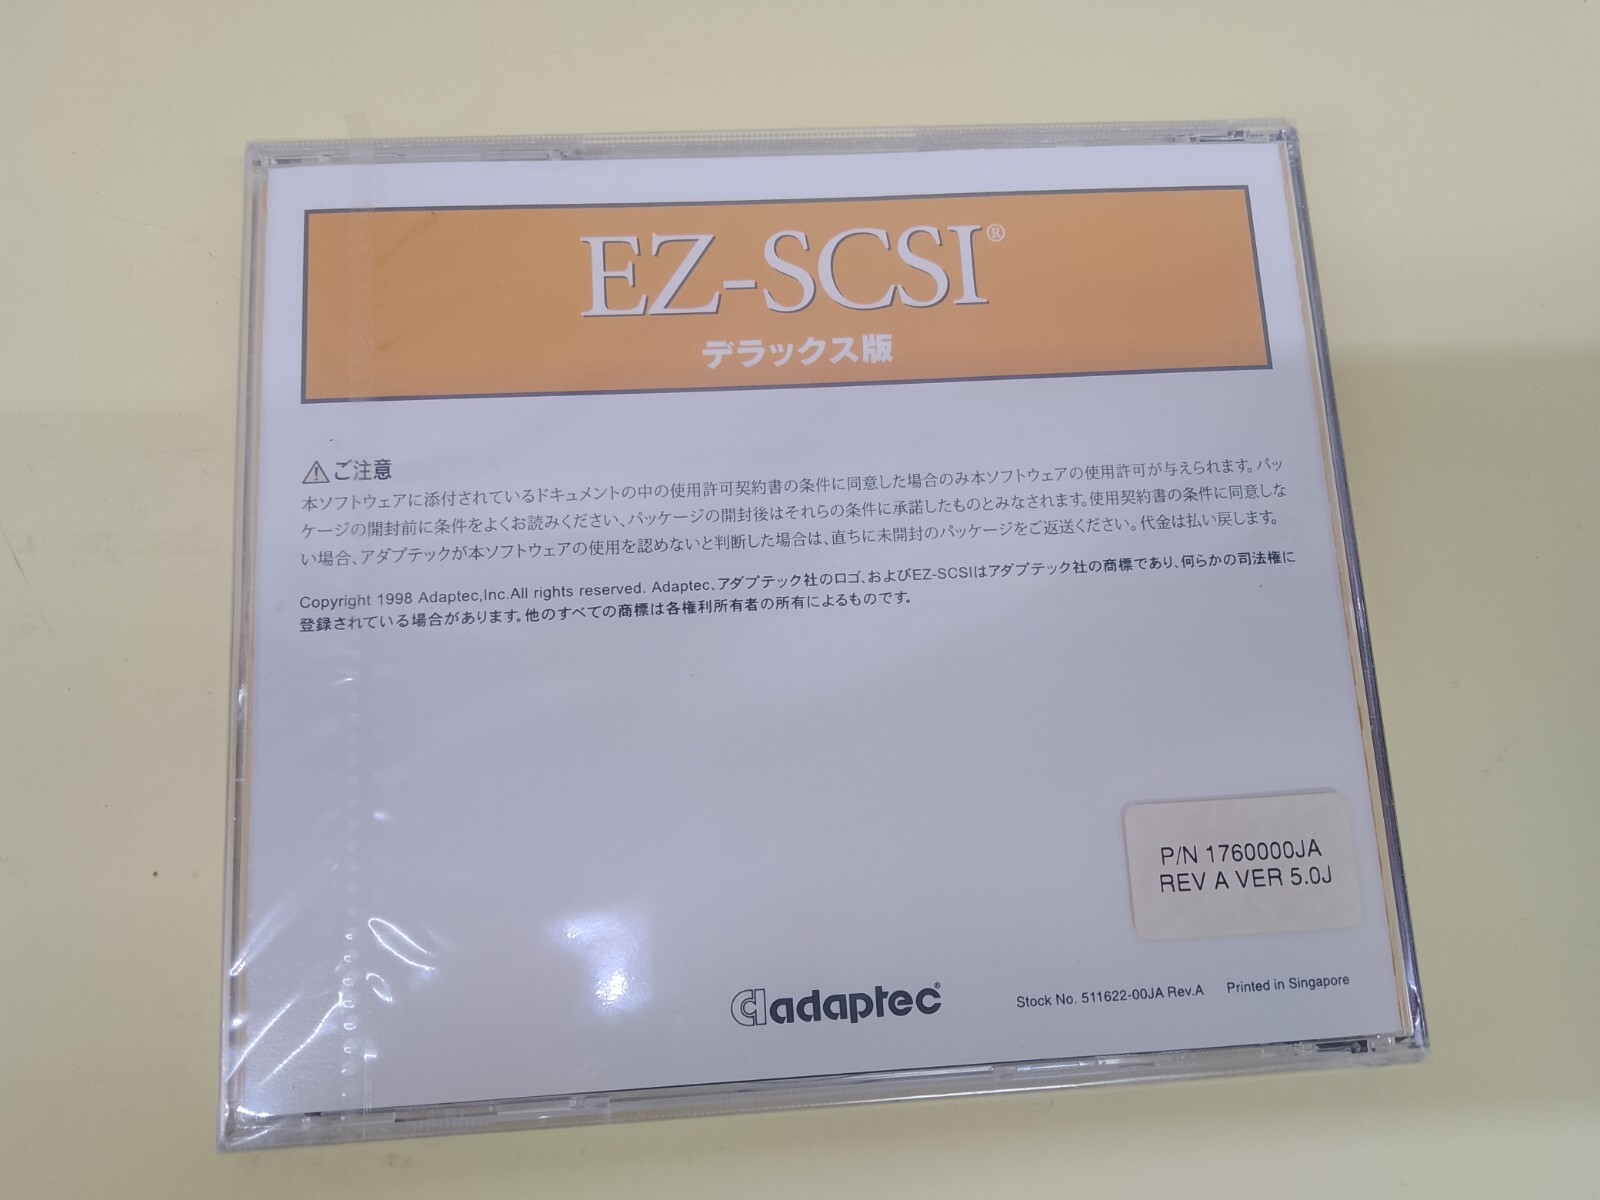 EZ-SCSI®
デラックス版
⚠ご注意
本ソフトウェアに添付されているドキュメントの中の使用許可契約書の条件に同意した場合のみ本ソフトウェアの使用許可が与えられます。パッ
ケージの開封前に条件をよくお読みください、パッケージの開封後はそれらの条件に承諾したものとみなされます。使用契約書の条件に同意しな
い場合、アダプテックが本ソフトウェアの使用を認めないと判断した場合は、直ちに未開封のパッケージをご返送ください。代金は払い戻します。
Copyright 1998 Adaptec,Inc.All rights reserved. Adaptec、アダプテック社のロゴ、およびEZ-SCSIはアダプテック社の商標であり、何らかの司法権に
登録されている場合があります。他のすべての商標は各権利所有者の所有によるものです。
P/N 1760000JA
REV A VER 5.0J
adaptec®
Stock No. 511622-00JA Rev.A Printed in Singapore